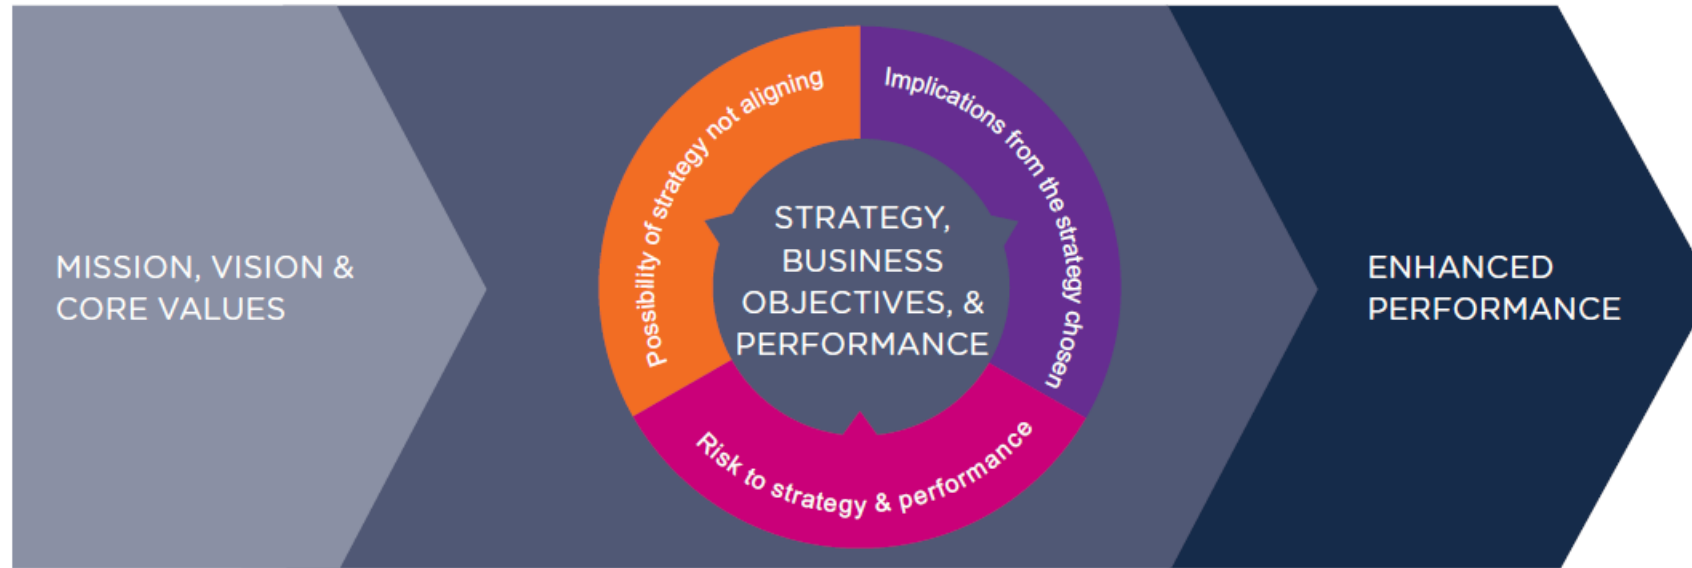 MISSION, VISION &
CORE VALUES
Possibility of strategy not aligning
Implications from the strategy chosen
Risk to strategy & performance
STRATEGY,
BUSINESS
OBJECTIVES, &
PERFORMANCE
ENHANCED
PERFORMANCE